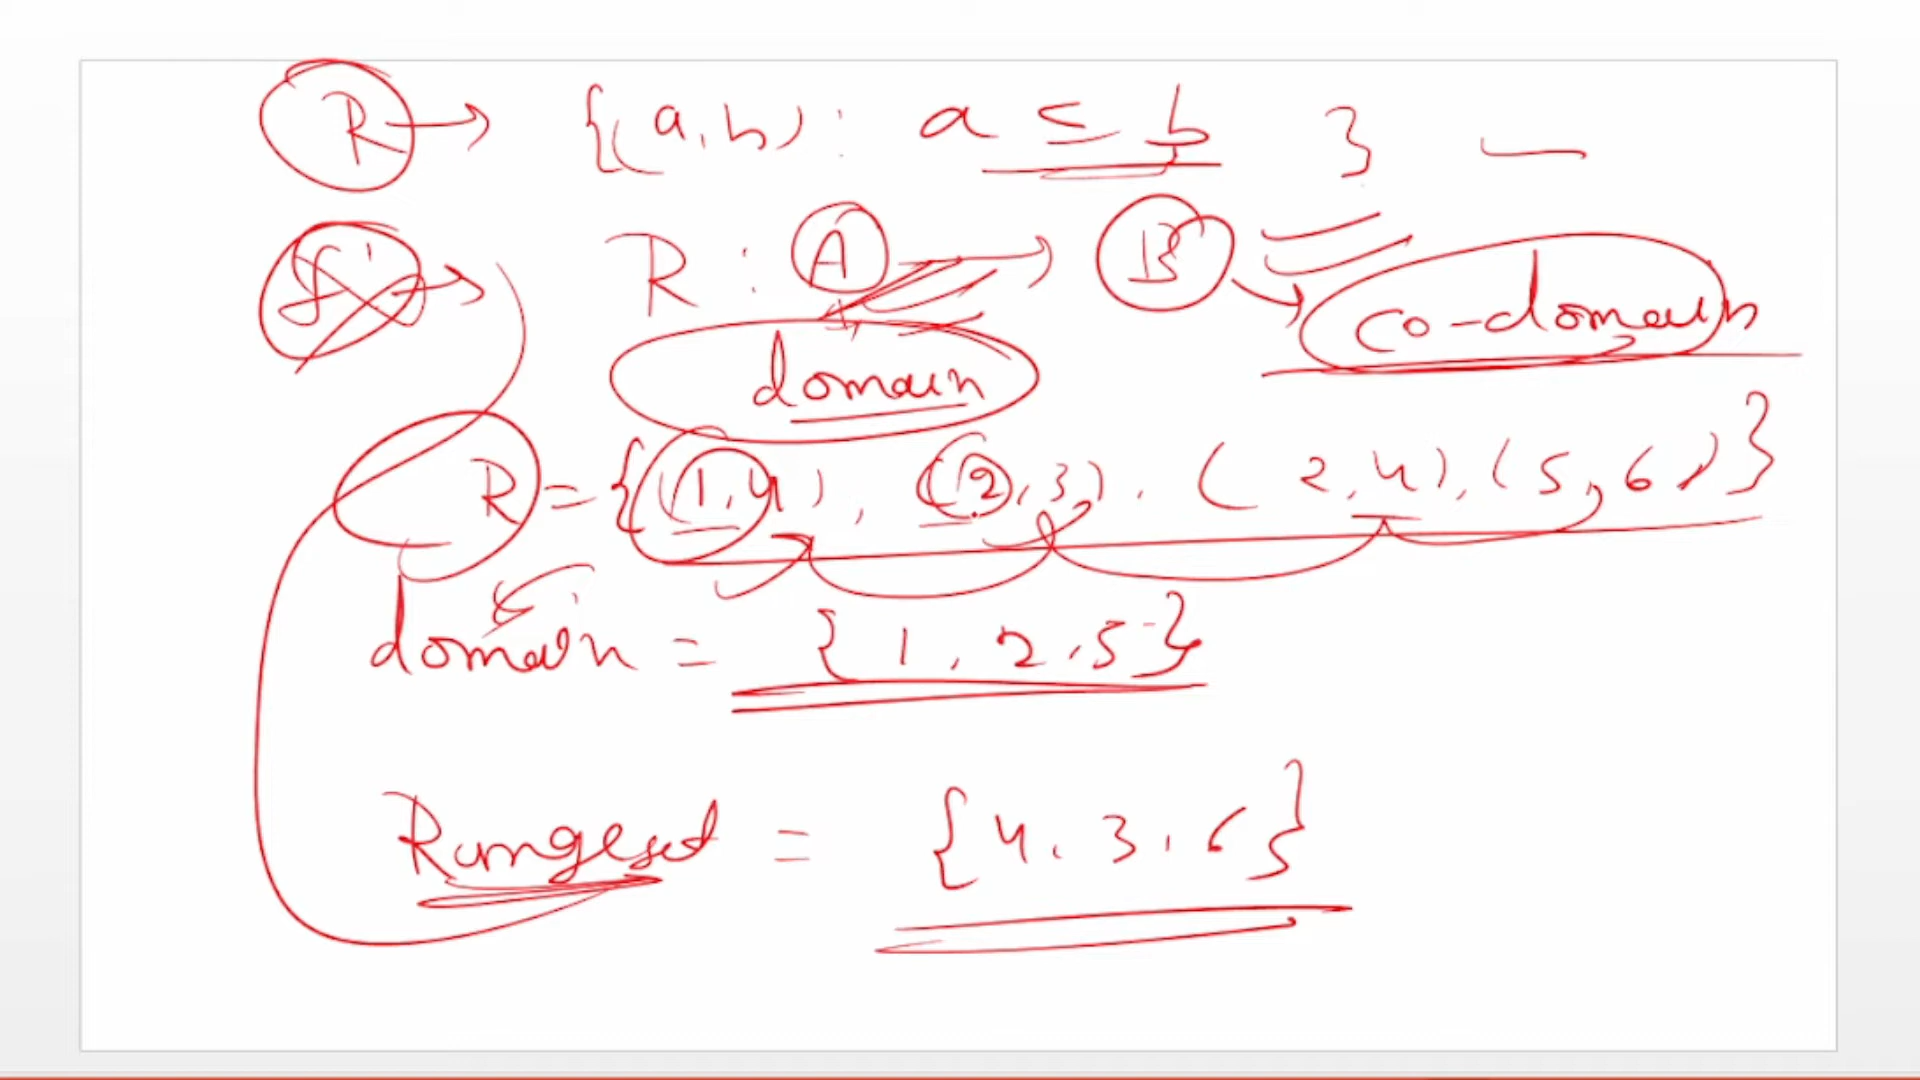 R → {(a,b): a ≤ b } —
f → R : A → B co-domain
domain
R = {(1,4), (2,3), (2,4), (5,6)}
domain = {1, 2, 5}
Rangeset = {4, 3, 6}